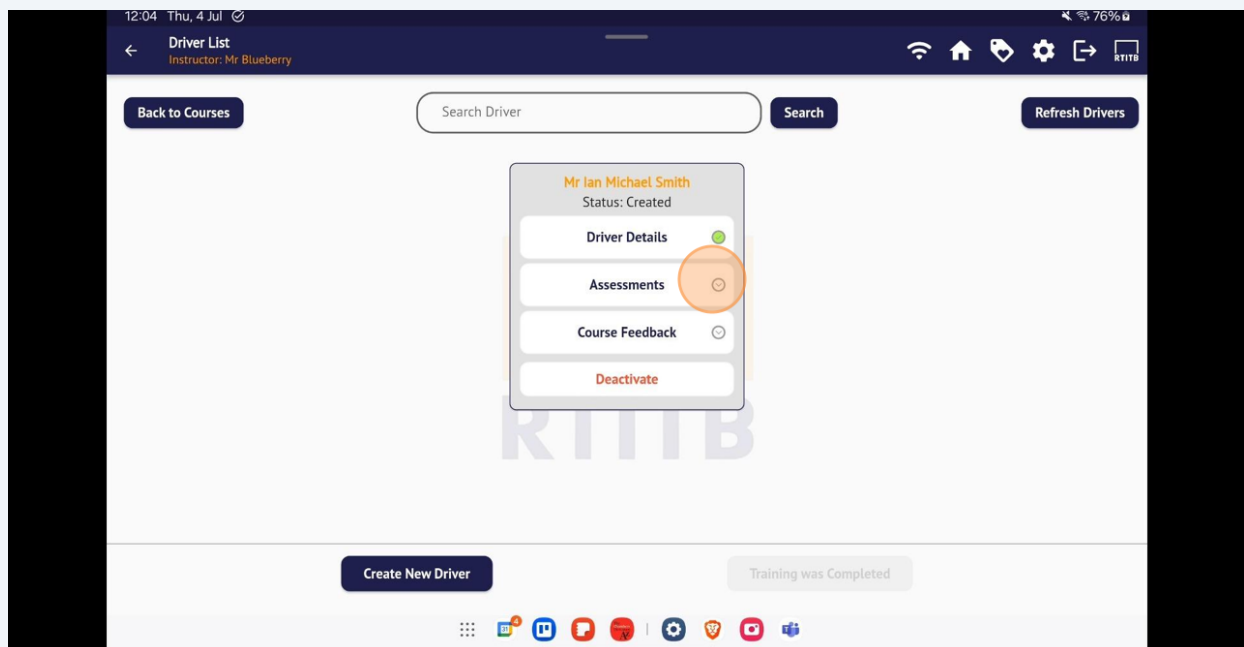 12:04 Thu, 4 Jul
76%
Driver List
Instructor: Mr Blueberry
RTITB
Back to Courses
Search Driver
Search
Refresh Drivers
Mr Ian Michael Smith
Status: Created
Driver Details
Assessments
Course Feedback
Deactivate
RTITB
Create New Driver
Training was Completed
31
4